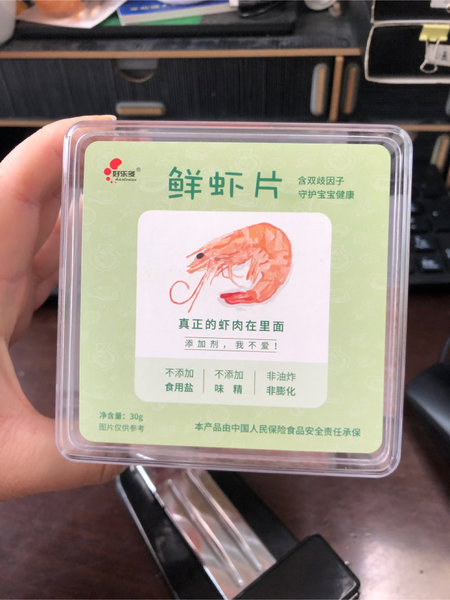 好乐多®
鲜虾片
含双歧因子
守护宝宝健康
真正的虾肉在里面
添加剂，我不爱！
不添加
食用盐
不添加
味 精
非油炸
非膨化
净含量：30g
图片仅供参考
本产品由中国人民保险食品安全责任承保